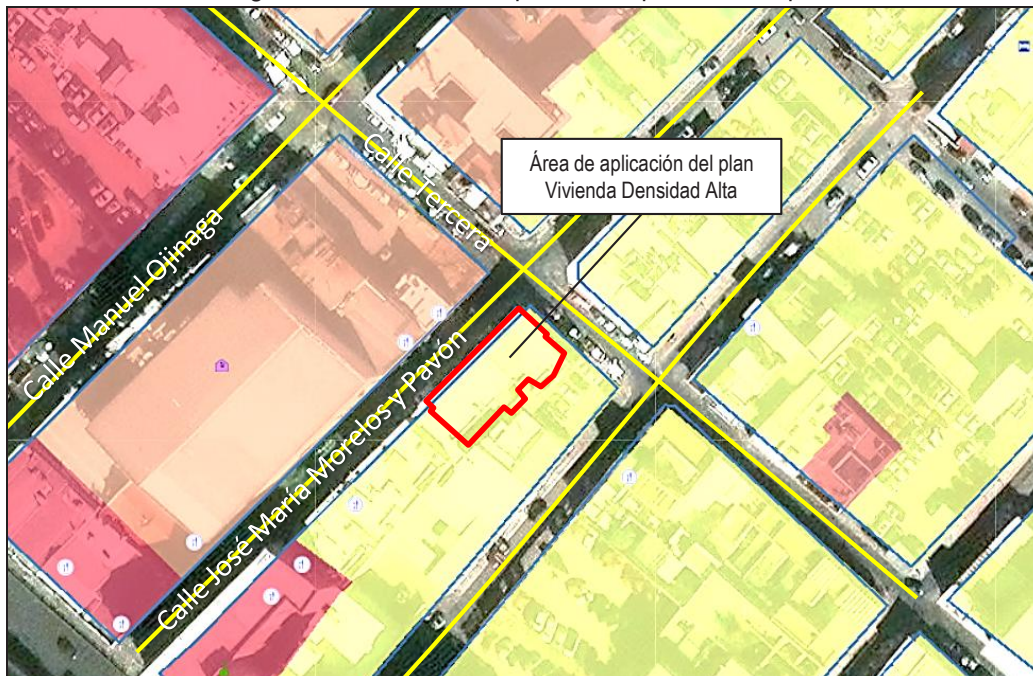 Área de aplicación del plan
Vivienda Densidad Alta
Calle Tercera
Calle Manuel Ojinaga
Calle José María Morelos y Pavón